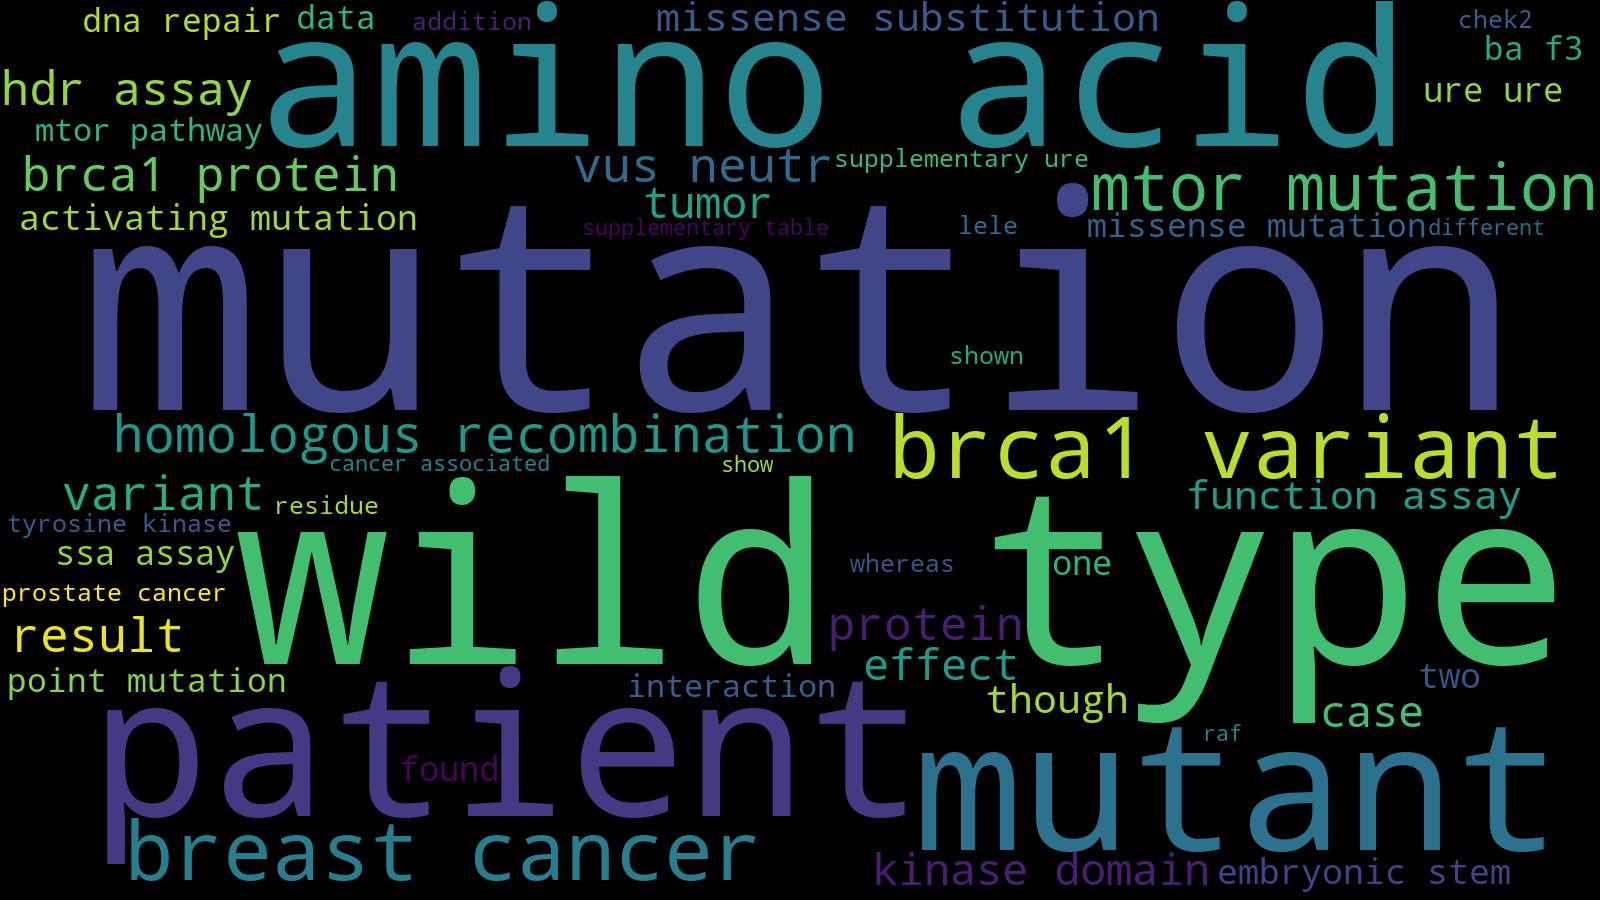 dna repair
data
addition
missense substitution
chek2
ba f3
hdr assay
amino acid
ure ure
mtor pathway
brca1 protein
vus neutr
supplementary ure
mtor mutation
activating mutation
tumor
supplementary table
lele
missense mutation
different
mutation
shown
homologous recombination
brca1 variant
cancer associated
show
variant
residue
function assay
tyrosine kinase
ssa assay
wild type
whereas
one
prostate cancer
result
protein
effect
point mutation
interaction
though
two
case
patient
found
raf
mutant
breast cancer
kinase domain
embryonic stem